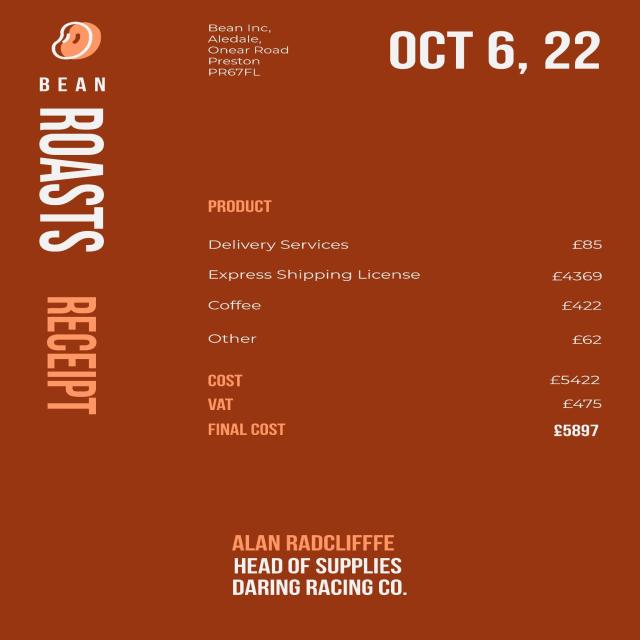 Bean Inc,
Aledale,
Onear Road
Preston
PR67FL
OCT 6, 22
BEAN
ROASTS
RECEIPT
PRODUCT
Delivery Services £85
Express Shipping License £4369
Coffee £422
Other £62
COST £5422
VAT £475
FINAL COST £5897
ALAN RADCLIFFFE
HEAD OF SUPPLIES
DARING RACING CO.